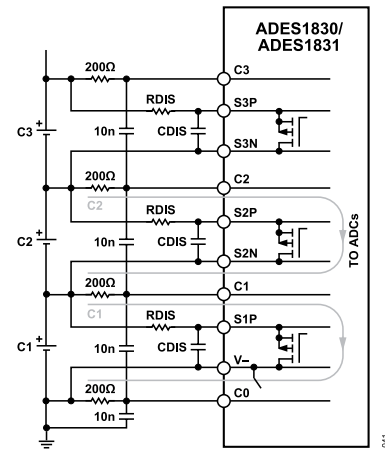 ADES1830/
ADES1831
200Ω
C3
RDIS
S3P
C3
+
10n
CDIS
S3N
200Ω
C2
C2
RDIS
S2P
C2
+
10n
CDIS
S2N
TO ADCs
200Ω
C1
C1
RDIS
S1P
C1
+
10n
CDIS
V–
200Ω
C0
10n
041